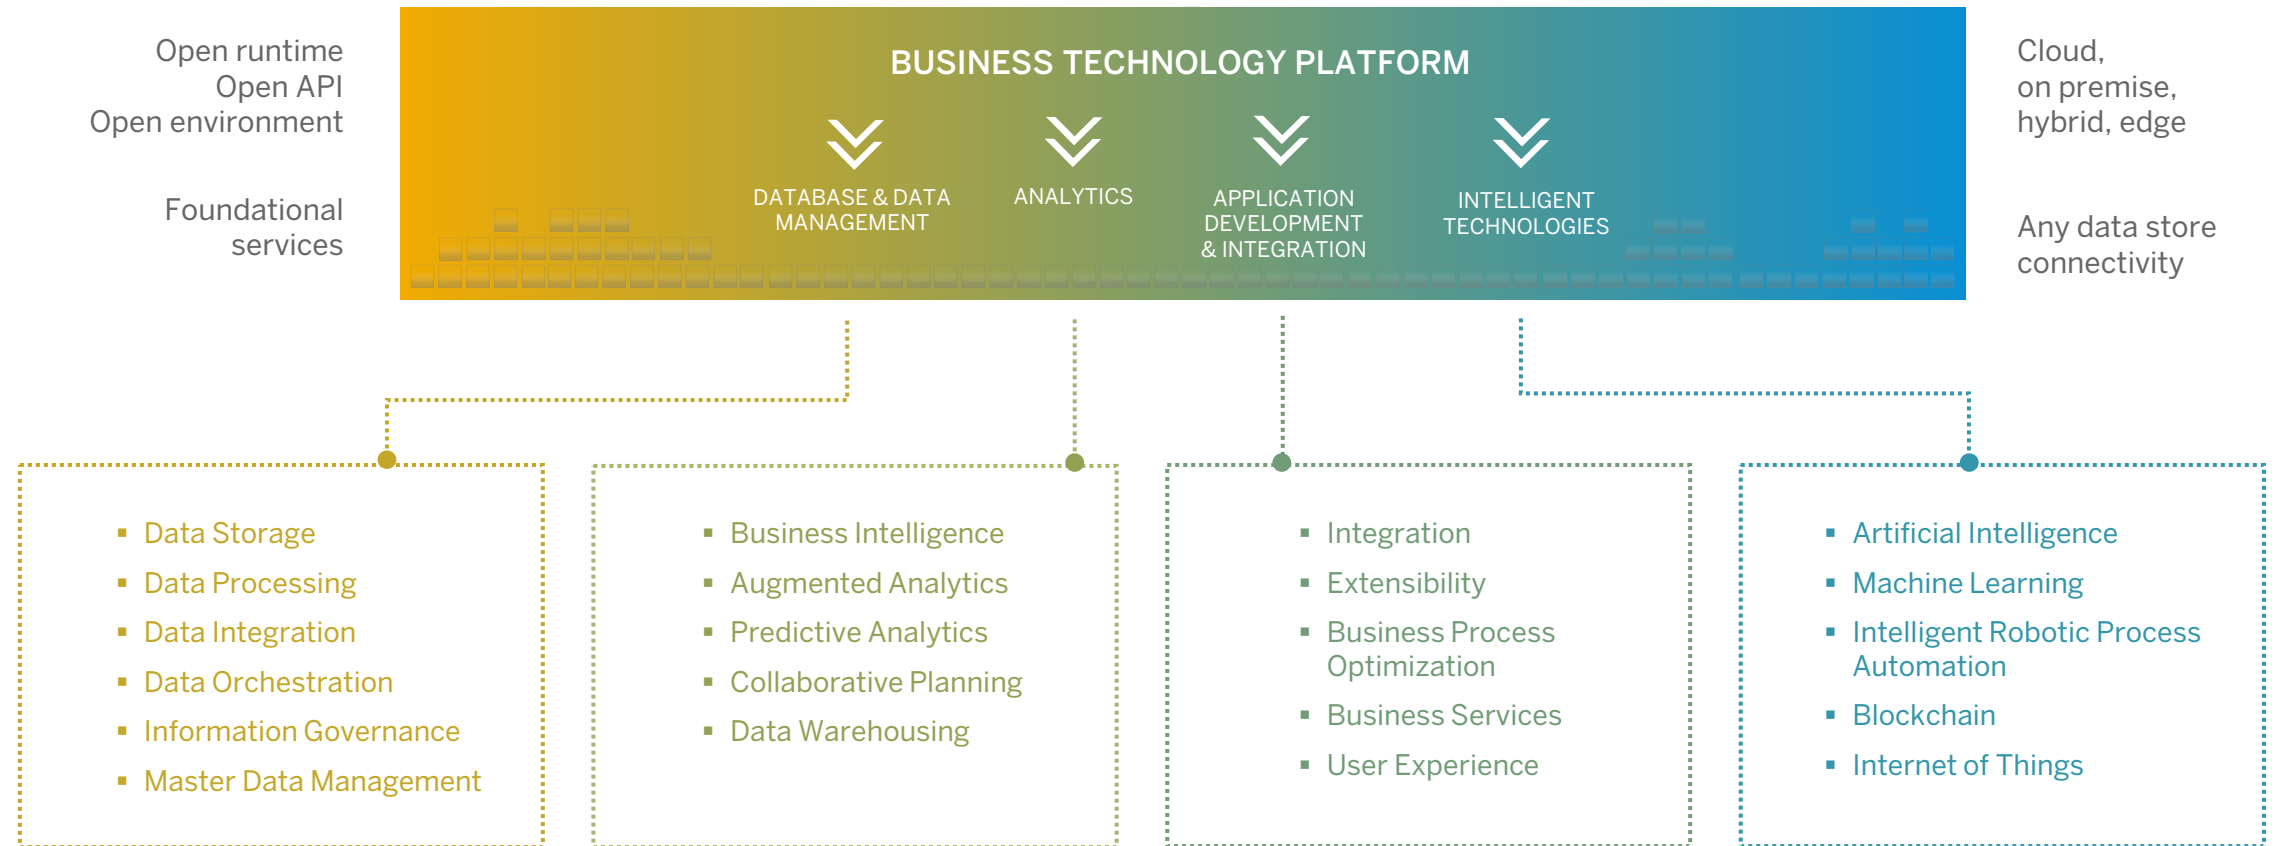 Open runtime
Open API
Open environment
Foundational
services
BUSINESS TECHNOLOGY PLATFORM
DATABASE & DATA
MANAGEMENT
ANALYTICS
APPLICATION
DEVELOPMENT
& INTEGRATION
INTELLIGENT
TECHNOLOGIES
Cloud,
on premise,
hybrid, edge
Any data store
connectivity
▪ Data Storage
▪ Data Processing
▪ Data Integration
▪ Data Orchestration
▪ Information Governance
▪ Master Data Management
▪ Business Intelligence
▪ Augmented Analytics
▪ Predictive Analytics
▪ Collaborative Planning
▪ Data Warehousing
▪ Integration
▪ Extensibility
▪ Business Process
Optimization
▪ Business Services
▪ User Experience
▪ Artificial Intelligence
▪ Machine Learning
▪ Intelligent Robotic Process
Automation
▪ Blockchain
▪ Internet of Things